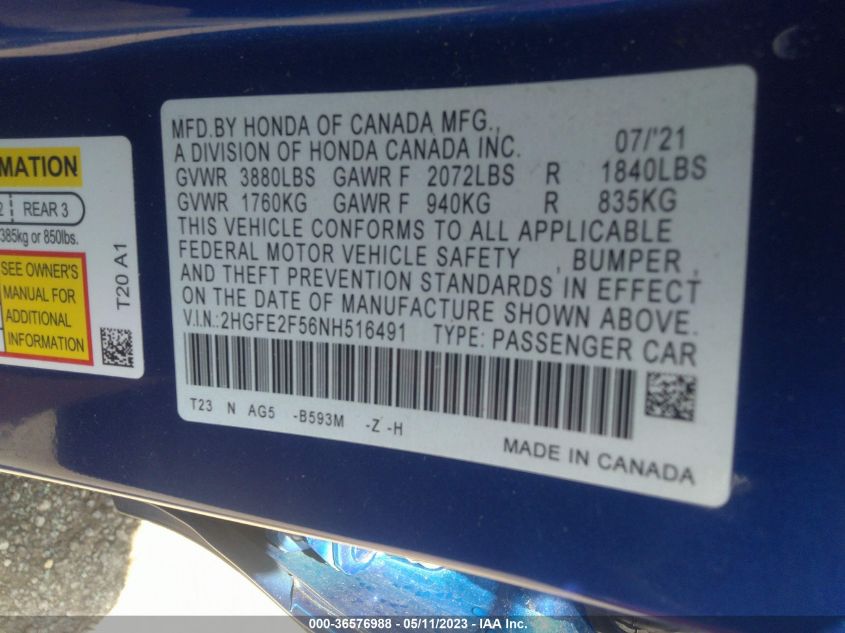 MATION
2 REAR 3
385kg or 850lbs.
SEE OWNER'S
MANUAL FOR
ADDITIONAL
INFORMATION
T20 A1
MFD.BY HONDA OF CANADA MFG.,
A DIVISION OF HONDA CANADA INC. 07/'21
GVWR 3880LBS GAWR F 2072LBS R 1840LBS
GVWR 1760KG GAWR F 940KG R 835KG
THIS VEHICLE CONFORMS TO ALL APPLICABLE
FEDERAL MOTOR VEHICLE SAFETY , BUMPER ,
AND THEFT PREVENTION STANDARDS IN EFFECT
ON THE DATE OF MANUFACTURE SHOWN ABOVE.
V.I.N.:2HGFE2F56NH516491 TYPE: PASSENGER CAR
T23 N AG5 -B593M -Z -H
MADE IN CANADA
000-36576988 — 05/11/2023 — IAA Inc.